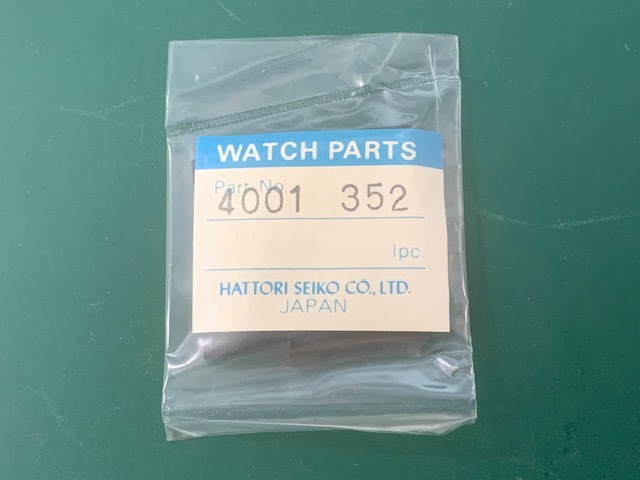 WATCH PARTS
Part No.
4001 352
1pc.
HATTORI SEIKO CO., LTD.
JAPAN